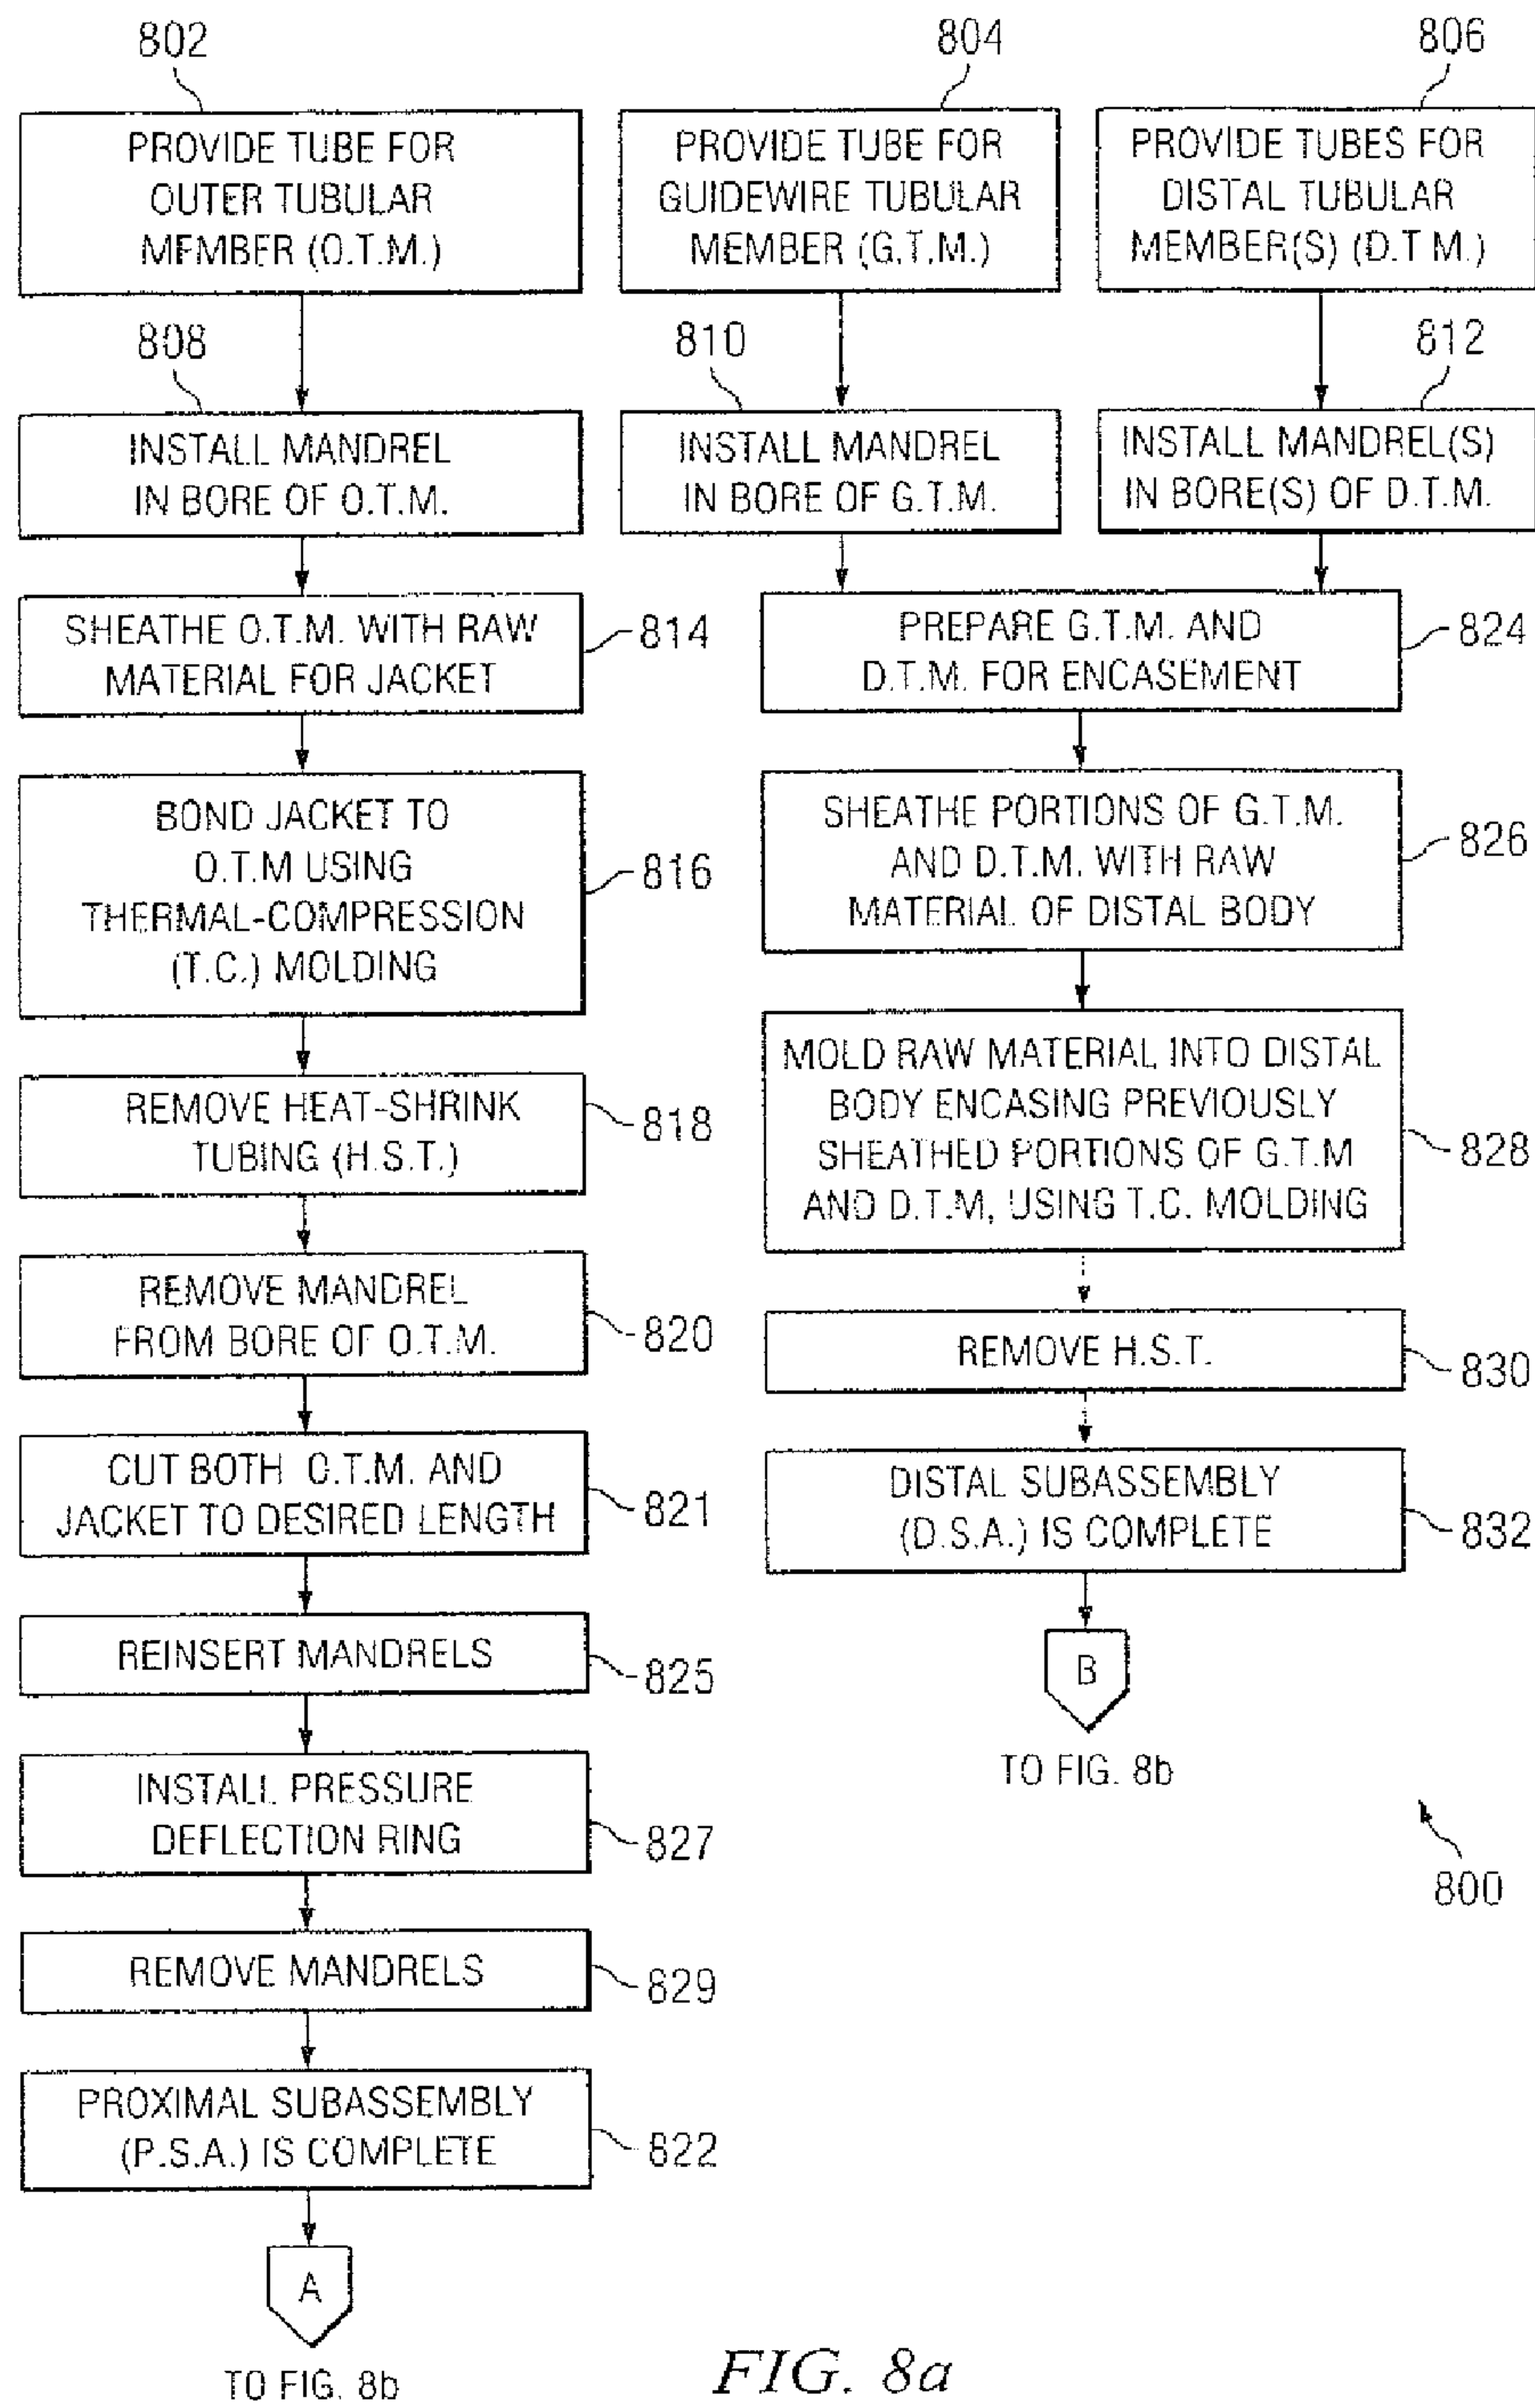 802
PROVIDE TUBE FOR
OUTER TUBULAR
MEMBER (O.T.M.)
804
PROVIDE TUBE FOR
GUIDEWIRE TUBULAR
MEMBER (G.T.M.)
806
PROVIDE TUBES FOR
DISTAL TUBULAR
MEMBER(S) (D.T M.)
808
INSTALL MANDREL
IN BORE OF O.T.M.
810
INSTALL MANDREL
IN BORE OF G.T.M.
812
INSTALL MANDREL(S)
IN BORE(S) OF D.T.M.
SHEATHE O.T.M. WITH RAW
MATERIAL FOR JACKET
814
BOND JACKET TO
O.T.M USING
THERMAL-COMPRESSION
(T.C.) MOLDING
816
REMOVE HEAT-SHRINK
TUBING (H.S.T.)
818
REMOVE MANDREL
FROM BORE OF O.T.M.
820
CUT BOTH O.T.M. AND
JACKET TO DESIRED LENGTH
821
REINSERT MANDRELS
825
INSTALL PRESSURE
DEFLECTION RING
827
REMOVE MANDRELS
829
PROXIMAL SUBASSEMBLY
(P.S.A.) IS COMPLETE
822
A
TO FIG. 8b
PREPARE G.T.M. AND
D.T.M. FOR ENCASEMENT
824
SHEATHE PORTIONS OF G.T.M.
AND D.T.M. WITH RAW
MATERIAL OF DISTAL BODY
826
MOLD RAW MATERIAL INTO DISTAL
BODY ENCASING PREVIOUSLY
SHEATHED PORTIONS OF G.T.M
AND D.T.M, USING T.C. MOLDING
828
REMOVE H.S.T.
830
DISTAL SUBASSEMBLY
(D.S.A.) IS COMPLETE
832
B
TO FIG. 8b
800
FIG. 8a